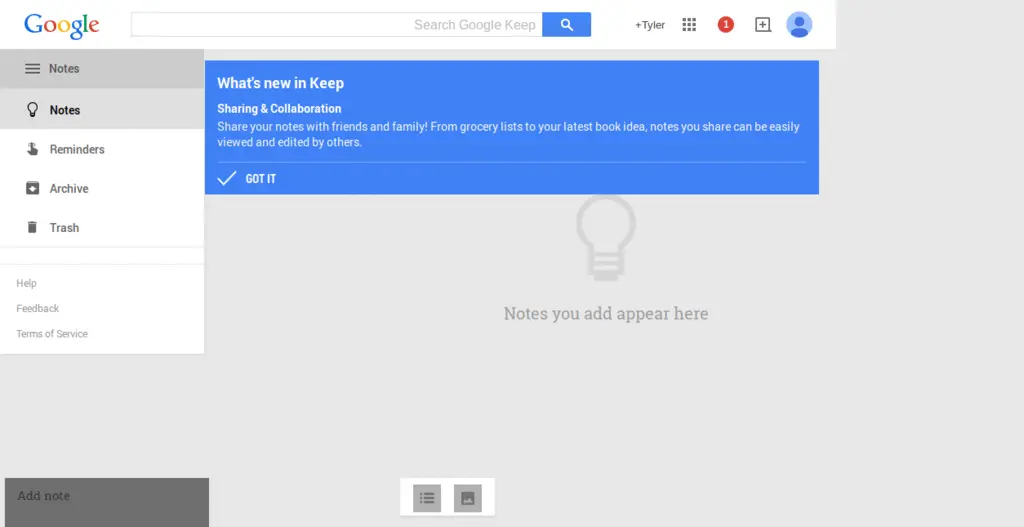 Google
Search Google Keep
+Tyler
1
Notes
Notes
Reminders
Archive
Trash
Help
Feedback
Terms of Service
What's new in Keep
Sharing & Collaboration
Share your notes with friends and family! From grocery lists to your latest book idea, notes you share can be easily
viewed and edited by others.
GOT IT
Notes you add appear here
Add note